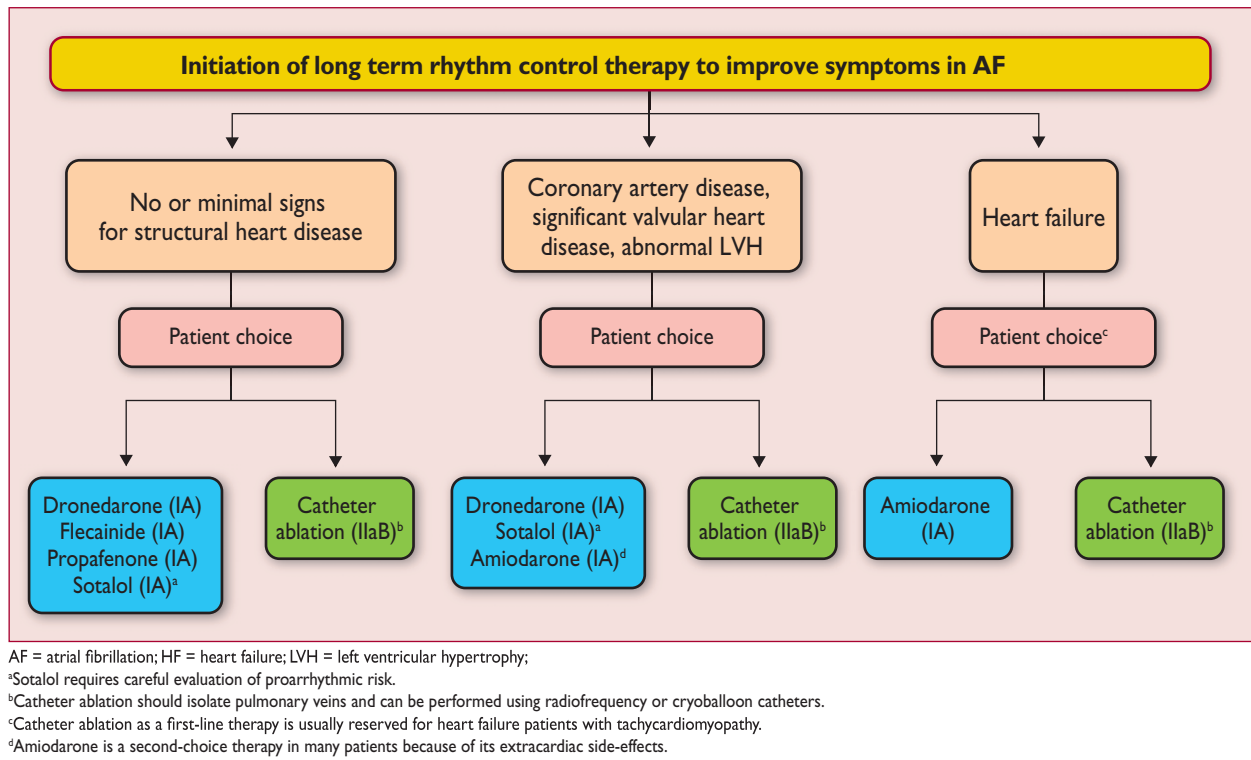 Initiation of long term rhythm control therapy to improve symptoms in AF
No or minimal signs
for structural heart disease
Coronary artery disease,
significant valvular heart
disease, abnormal LVH
Heart failure
Patient choice
Patient choice
Patient choiceᶜ
Dronedarone (IA)
Flecainide (IA)
Propafenone (IA)
Sotalol (IA)ᵃ
Catheter
ablation (IIaB)ᵇ
Dronedarone (IA)
Sotalol (IA)ᵃ
Amiodarone (IA)ᵈ
Catheter
ablation (IIaB)ᵇ
Amiodarone
(IA)
Catheter
ablation (IIaB)ᵇ
AF = atrial fibrillation; HF = heart failure; LVH = left ventricular hypertrophy;
ᵃSotalol requires careful evaluation of proarrhythmic risk.
ᵇCatheter ablation should isolate pulmonary veins and can be performed using radiofrequency or cryoballoon catheters.
ᶜCatheter ablation as a first-line therapy is usually reserved for heart failure patients with tachycardiomyopathy.
ᵈAmiodarone is a second-choice therapy in many patients because of its extracardiac side-effects.